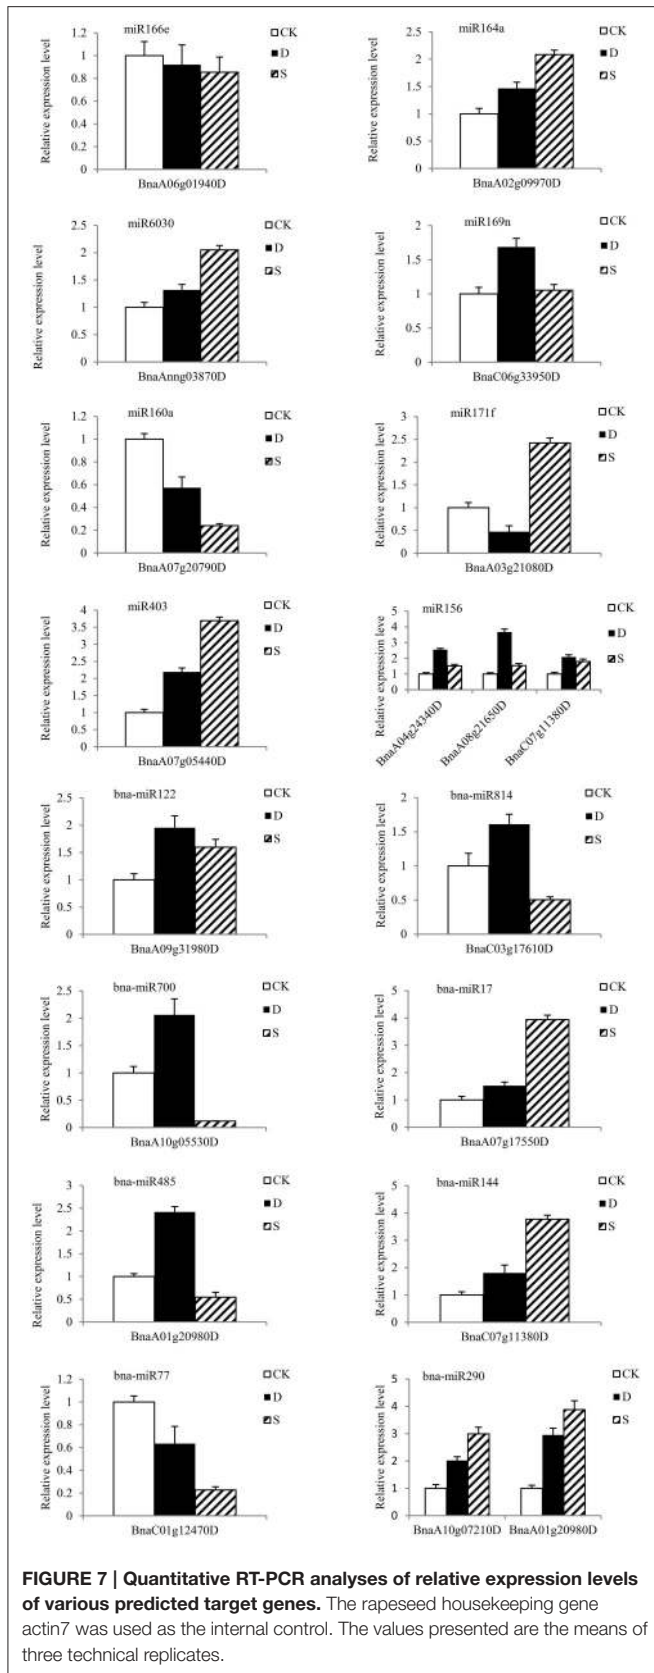 miR166e
CK
D
S
Relative expression level
1.2
1
0.8
0.6
0.4
0.2
0
BnaA06g01940D
miR164a
CK
D
S
Relative expression level
2.5
2
1.5
1
0.5
0
BnaA02g09970D
miR6030
CK
D
S
Relative expression level
2.5
2
1.5
1
0.5
0
BnaAnng03870D
miR169n
CK
D
S
Relative expression level
2
1.5
1
0.5
0
BnaC06g33950D
miR160a
CK
D
S
Relative expression level
1.2
1
0.8
0.6
0.4
0.2
0
BnaA07g20790D
miR171f
CK
D
S
Relative expression level
3
2.5
2
1.5
1
0.5
0
BnaA03g21080D
miR403
CK
D
S
Relative expression level
4
3.5
3
2.5
2
1.5
1
0.5
0
BnaA07g05440D
miR156
CK
D
S
Relative expression leve
5
4
3
2
1
0
BnaA04g24340D
BnaA08g21650D
BnaC07g11380D
bna-miR122
CK
D
S
Relative expression level
2.5
2
1.5
1
0.5
0
BnaA09g31980D
bna-miR814
CK
D
S
Relative expression level
2
1.5
1
0.5
0
BnaC03g17610D
bna-miR700
CK
D
S
Relative expression level
2.5
2
1.5
1
0.5
0
BnaA10g05530D
bna-miR17
CK
D
S
Relative expression level
5
4
3
2
1
0
BnaA07g17550D
bna-miR485
CK
D
S
Relative expression level
3
2.5
2
1.5
1
0.5
0
BnaA01g20980D
bna-miR144
CK
D
S
Relative expression level
5
4
3
2
1
0
BnaC07g11380D
bna-miR77
CK
D
S
Relative expression level
1.2
1
0.8
0.6
0.4
0.2
0
BnaC01g12470D
bna-miR290
CK
D
S
Relative expression level
5
4
3
2
1
0
BnaA10g07210D BnaA01g20980D
FIGURE 7 | Quantitative RT-PCR analyses of relative expression levels
of various predicted target genes. The rapeseed housekeeping gene
actin7 was used as the internal control. The values presented are the means of
three technical replicates.